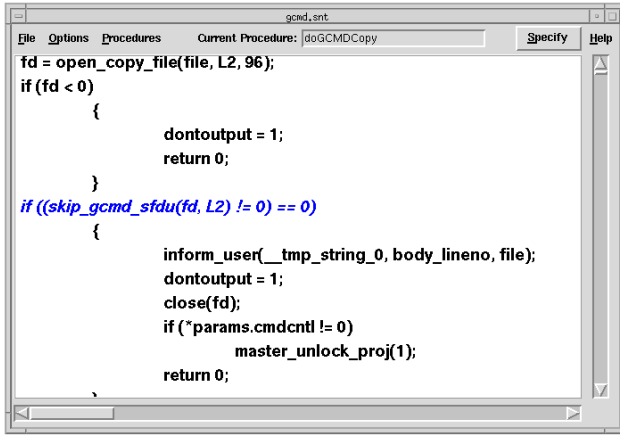 gcmd.snt
File Options Procedures Current Procedure: doGCMDCopy Specify Help
fd = open_copy_file(file, L2, 96);
if (fd < 0)
{
dontoutput = 1;
return 0;
}
if ((skip_gcmd_sfdu(fd, L2) != 0) == 0)
{
inform_user(__tmp_string_0, body_lineno, file);
dontoutput = 1;
close(fd);
if (*params.cmdcntl != 0)
master_unlock_proj(1);
return 0;
}